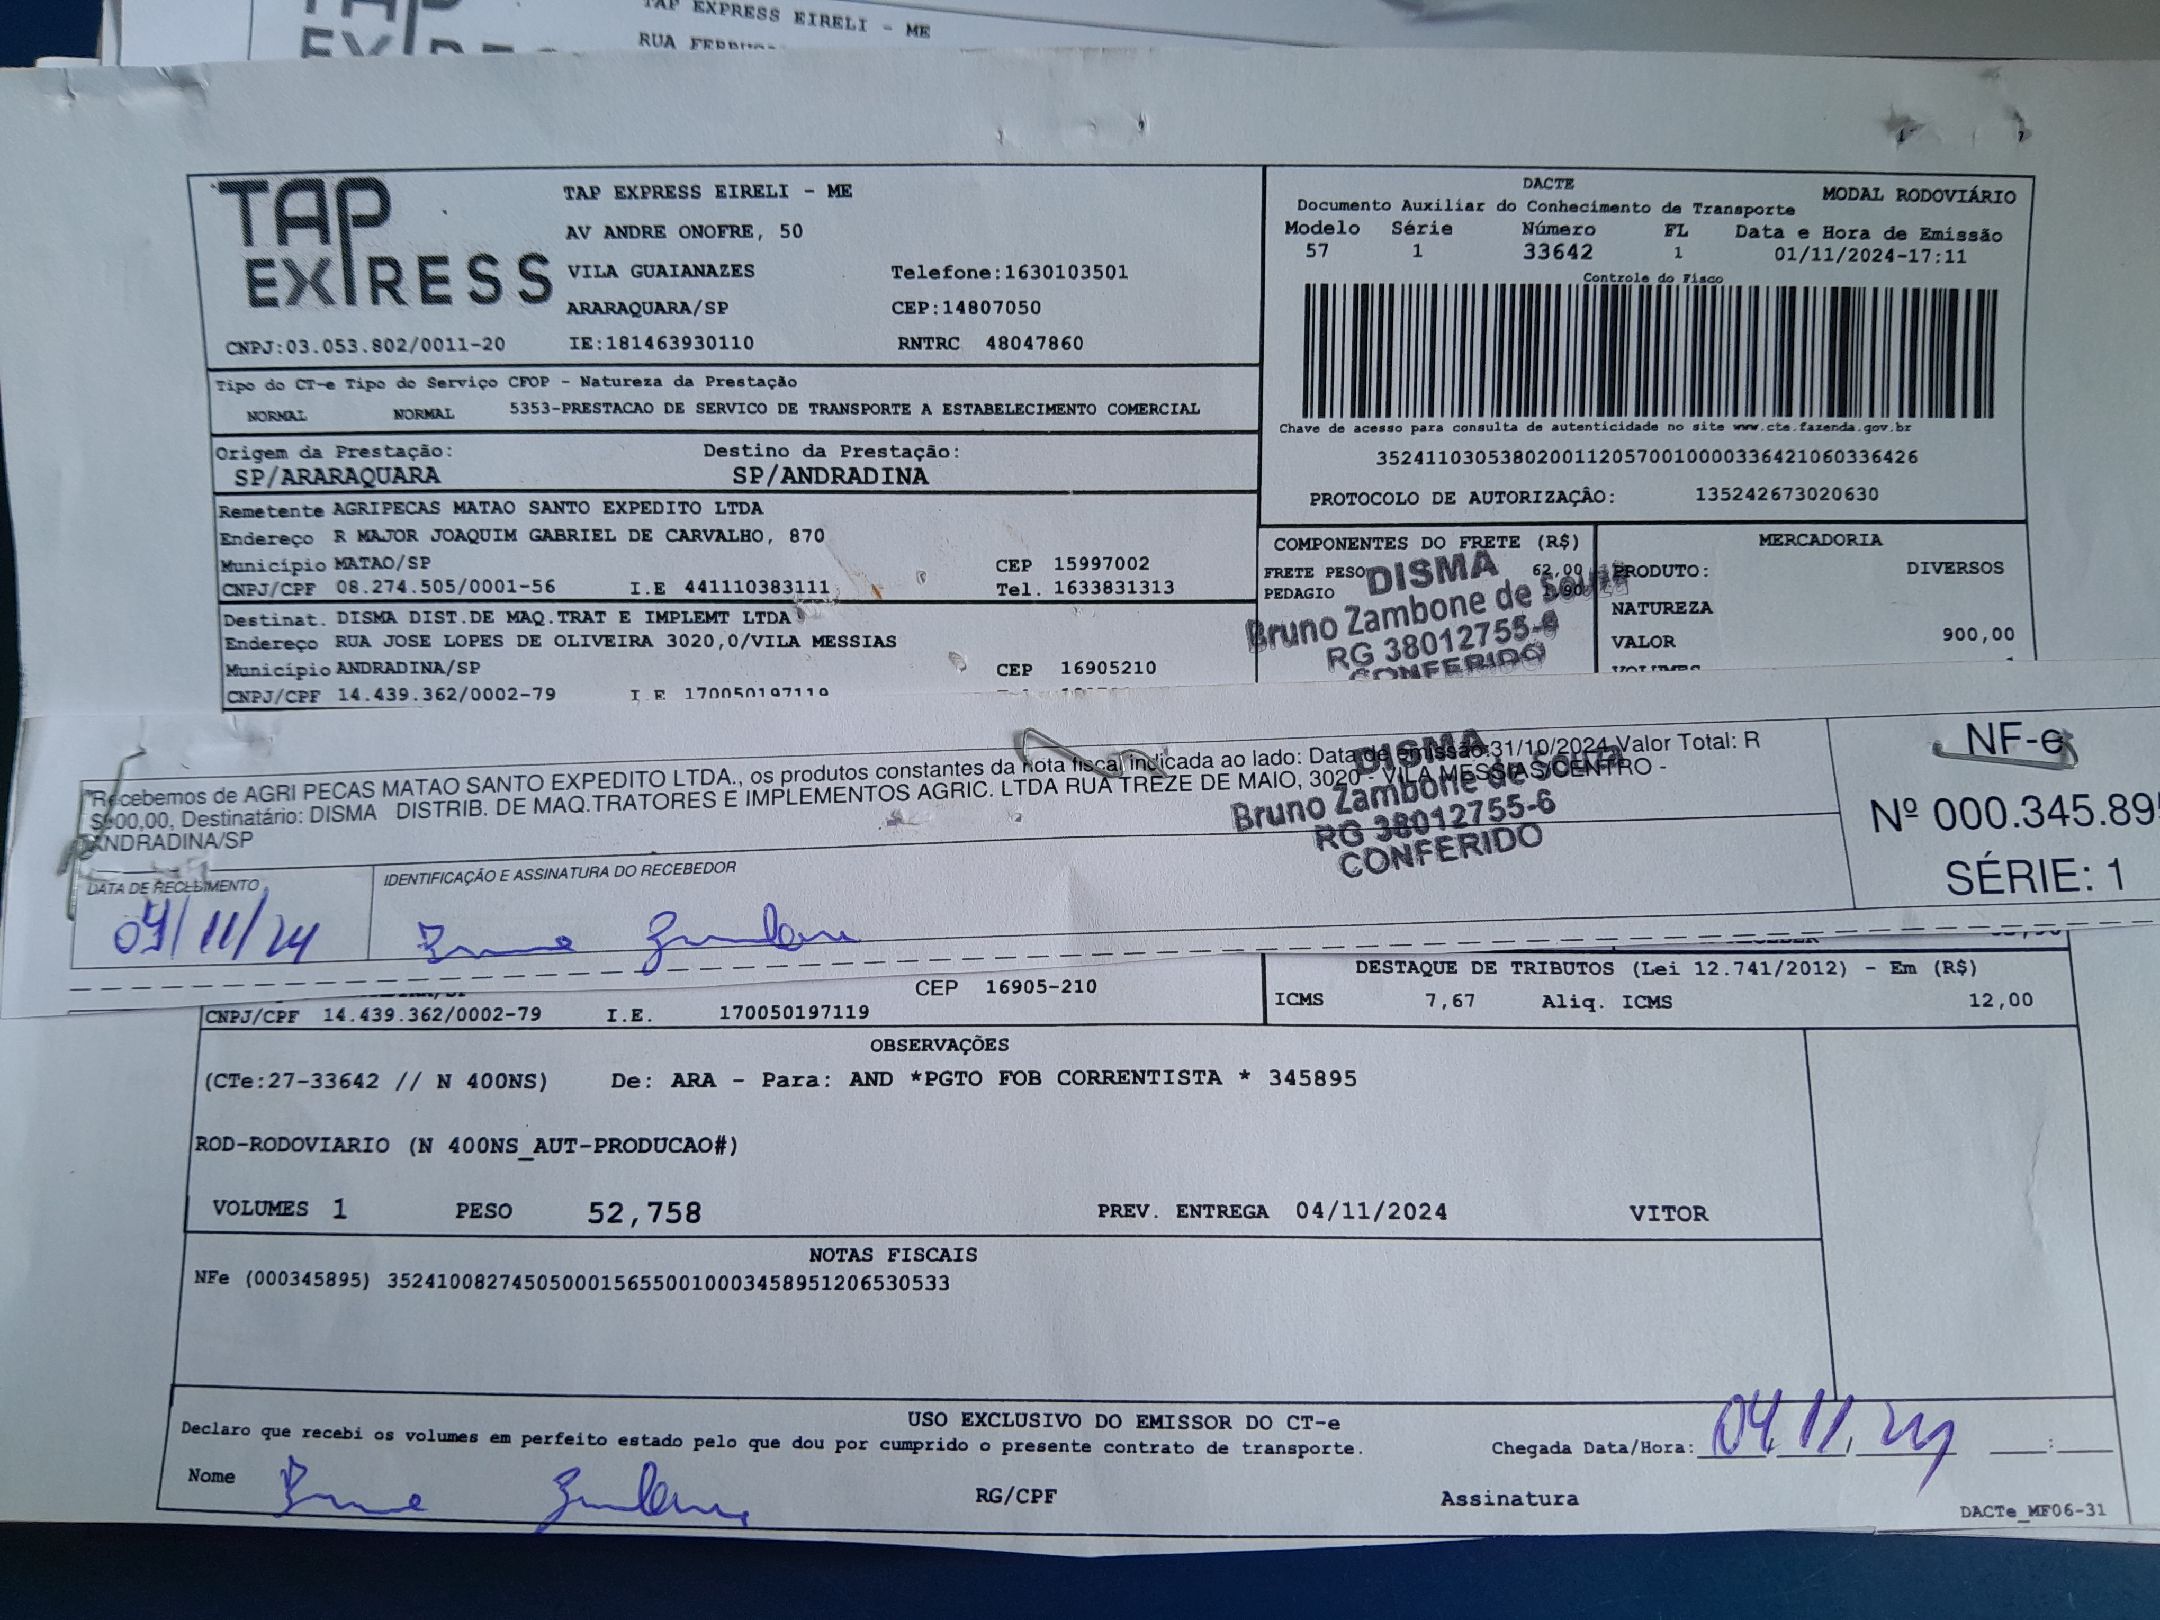 TAP EXPRESS EIRELI - ME
TAP EXPRESS
TAP EXPRESS EIRELI - ME
AV ANDRE ONOFRE, 50
VILA GUAIANAZES Telefone:1630103501
ARARAQUARA/SP CEP:14807050
CNPJ:03.053.802/0011-20 IE:181463930110 RNTRC 48047860
DACTE MODAL RODOVIÁRIO
Documento Auxiliar do Conhecimento de Transporte
Modelo Série Número FL Data e Hora de Emissão
57 1 33642 1 01/11/2024-17:11
Controle do Fisco
Chave de acesso para consulta de autenticidade no site www.cte.fazenda.gov.br
35241103053802001120570010000336421060336426
PROTOCOLO DE AUTORIZAÇÃO: 135242673020630
Tipo do CT-e Tipo do Serviço CFOP - Natureza da Prestação
NORMAL NORMAL 5353-PRESTACAO DE SERVICO DE TRANSPORTE A ESTABELECIMENTO COMERCIAL
Origem da Prestação: Destino da Prestação:
SP/ARARAQUARA SP/ANDRADINA
Remetente AGRIPECAS MATAO SANTO EXPEDITO LTDA
Endereço R MAJOR JOAQUIM GABRIEL DE CARVALHO, 870
Município MATAO/SP CEP 15997002
CNPJ/CPF 08.274.505/0001-56 I.E 441110383111 Tel. 1633831313
Destinat. DISMA DIST.DE MAQ.TRAT E IMPLEMT LTDA
Endereço RUA JOSE LOPES DE OLIVEIRA 3020,0/VILA MESSIAS
Município ANDRADINA/SP CEP 16905210
CNPJ/CPF 14.439.362/0002-79 I.E 170050197119
COMPONENTES DO FRETE (R$)
FRETE PESO 62,00
PEDAGIO
DISMA
Bruno Zambone de Souza
RG 38012755-6
CONFERIDO
MERCADORIA
PRODUTO: DIVERSOS
NATUREZA
VALOR 900,00
VOLUMES
Recebemos de AGRI PECAS MATAO SANTO EXPEDITO LTDA., os produtos constantes da nota fiscal indicada ao lado: Data de emissão:31/10/2024 Valor Total: R
$900,00, Destinatário: DISMA DISTRIB. DE MAQ.TRATORES E IMPLEMENTOS AGRIC. LTDA RUA TREZE DE MAIO, 3020 - VILA MESSIAS/CENTRO -
ANDRADINA/SP
DISMA
Bruno Zambone de Souza
RG 38012755-6
CONFERIDO
DATA DE RECEBIMENTO IDENTIFICAÇÃO E ASSINATURA DO RECEBEDOR
04/11/24
NF-e
Nº 000.345.89
SÉRIE: 1
CEP 16905-210
CNPJ/CPF 14.439.362/0002-79 I.E. 170050197119
DESTAQUE DE TRIBUTOS (Lei 12.741/2012) - Em (R$)
ICMS 7,67 Aliq. ICMS 12,00
OBSERVAÇÕES
(CTe:27-33642 // N 400NS) De: ARA - Para: AND *PGTO FOB CORRENTISTA * 345895
ROD-RODOVIARIO (N 400NS_AUT-PRODUCAO#)
VOLUMES 1 PESO 52,758 PREV. ENTREGA 04/11/2024 VITOR
NOTAS FISCAIS
NFe (000345895) 35241008274505000156550010003458951206530533
USO EXCLUSIVO DO EMISSOR DO CT-e
Declaro que recebi os volumes em perfeito estado pelo que dou por cumprido o presente contrato de transporte.
Chegada Data/Hora: 04/11/24
Nome RG/CPF Assinatura
DACTe_MF06-31